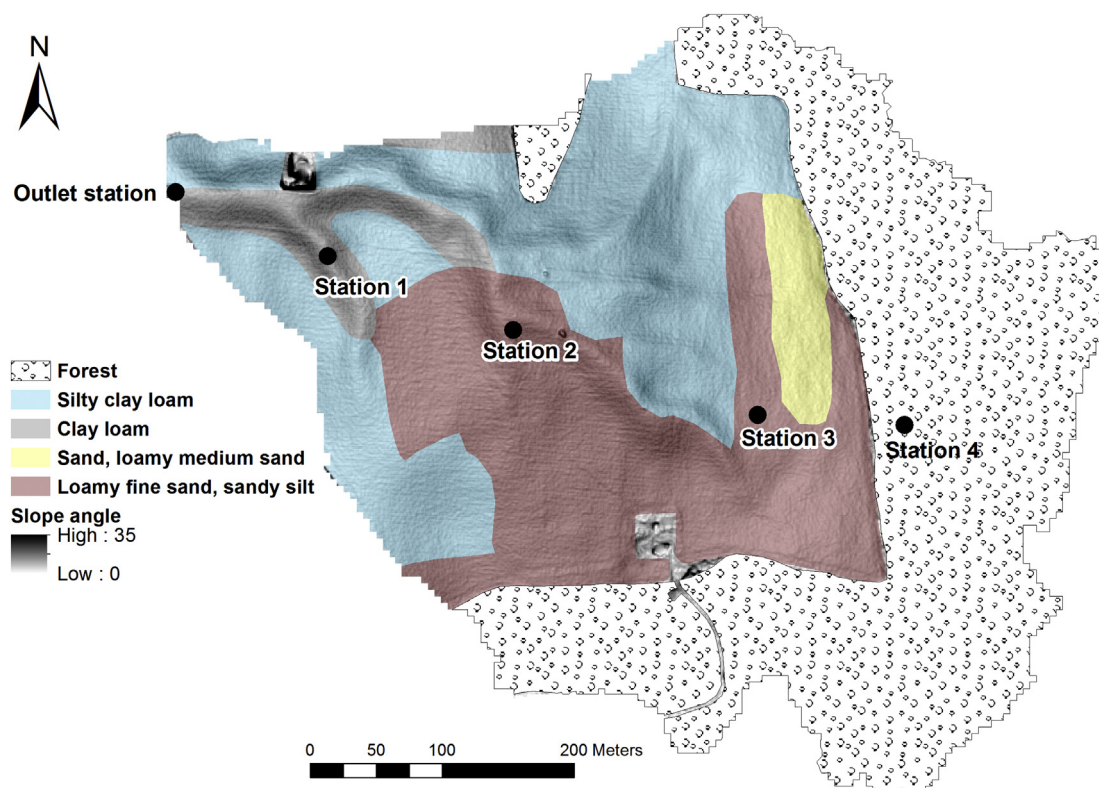 N
Outlet station
Station 1
Station 2
Station 3
Station 4
Forest
Silty clay loam
Clay loam
Sand, loamy medium sand
Loamy fine sand, sandy silt
Slope angle
High : 35
Low : 0
0 50 100 200 Meters